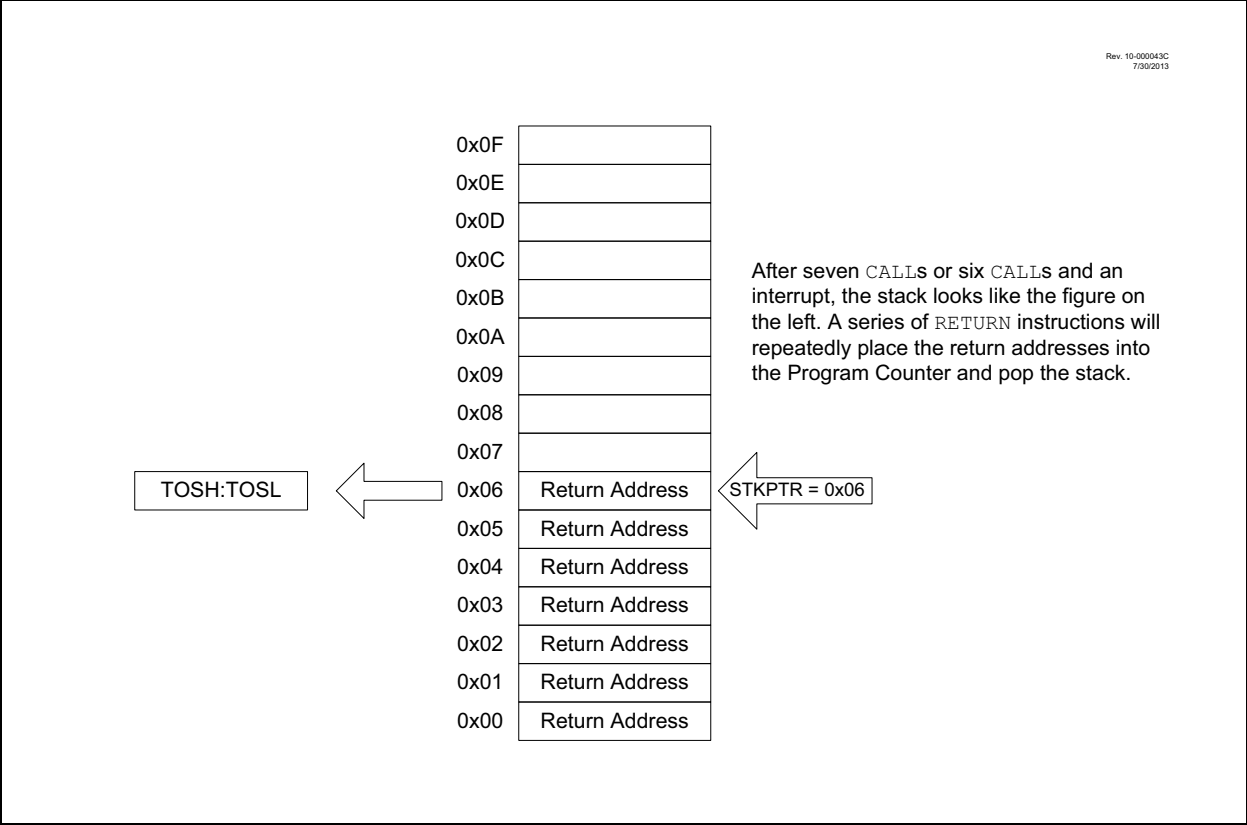 Rev. 10-000043C
7/30/2013
0x0F
0x0E
0x0D
0x0C
0x0B
0x0A
0x09
0x08
0x07
After seven CALLs or six CALLs and an
interrupt, the stack looks like the figure on
the left. A series of RETURN instructions will
repeatedly place the return addresses into
the Program Counter and pop the stack.
TOSH:TOSL
0x06 Return Address
STKPTR = 0x06
0x05 Return Address
0x04 Return Address
0x03 Return Address
0x02 Return Address
0x01 Return Address
0x00 Return Address